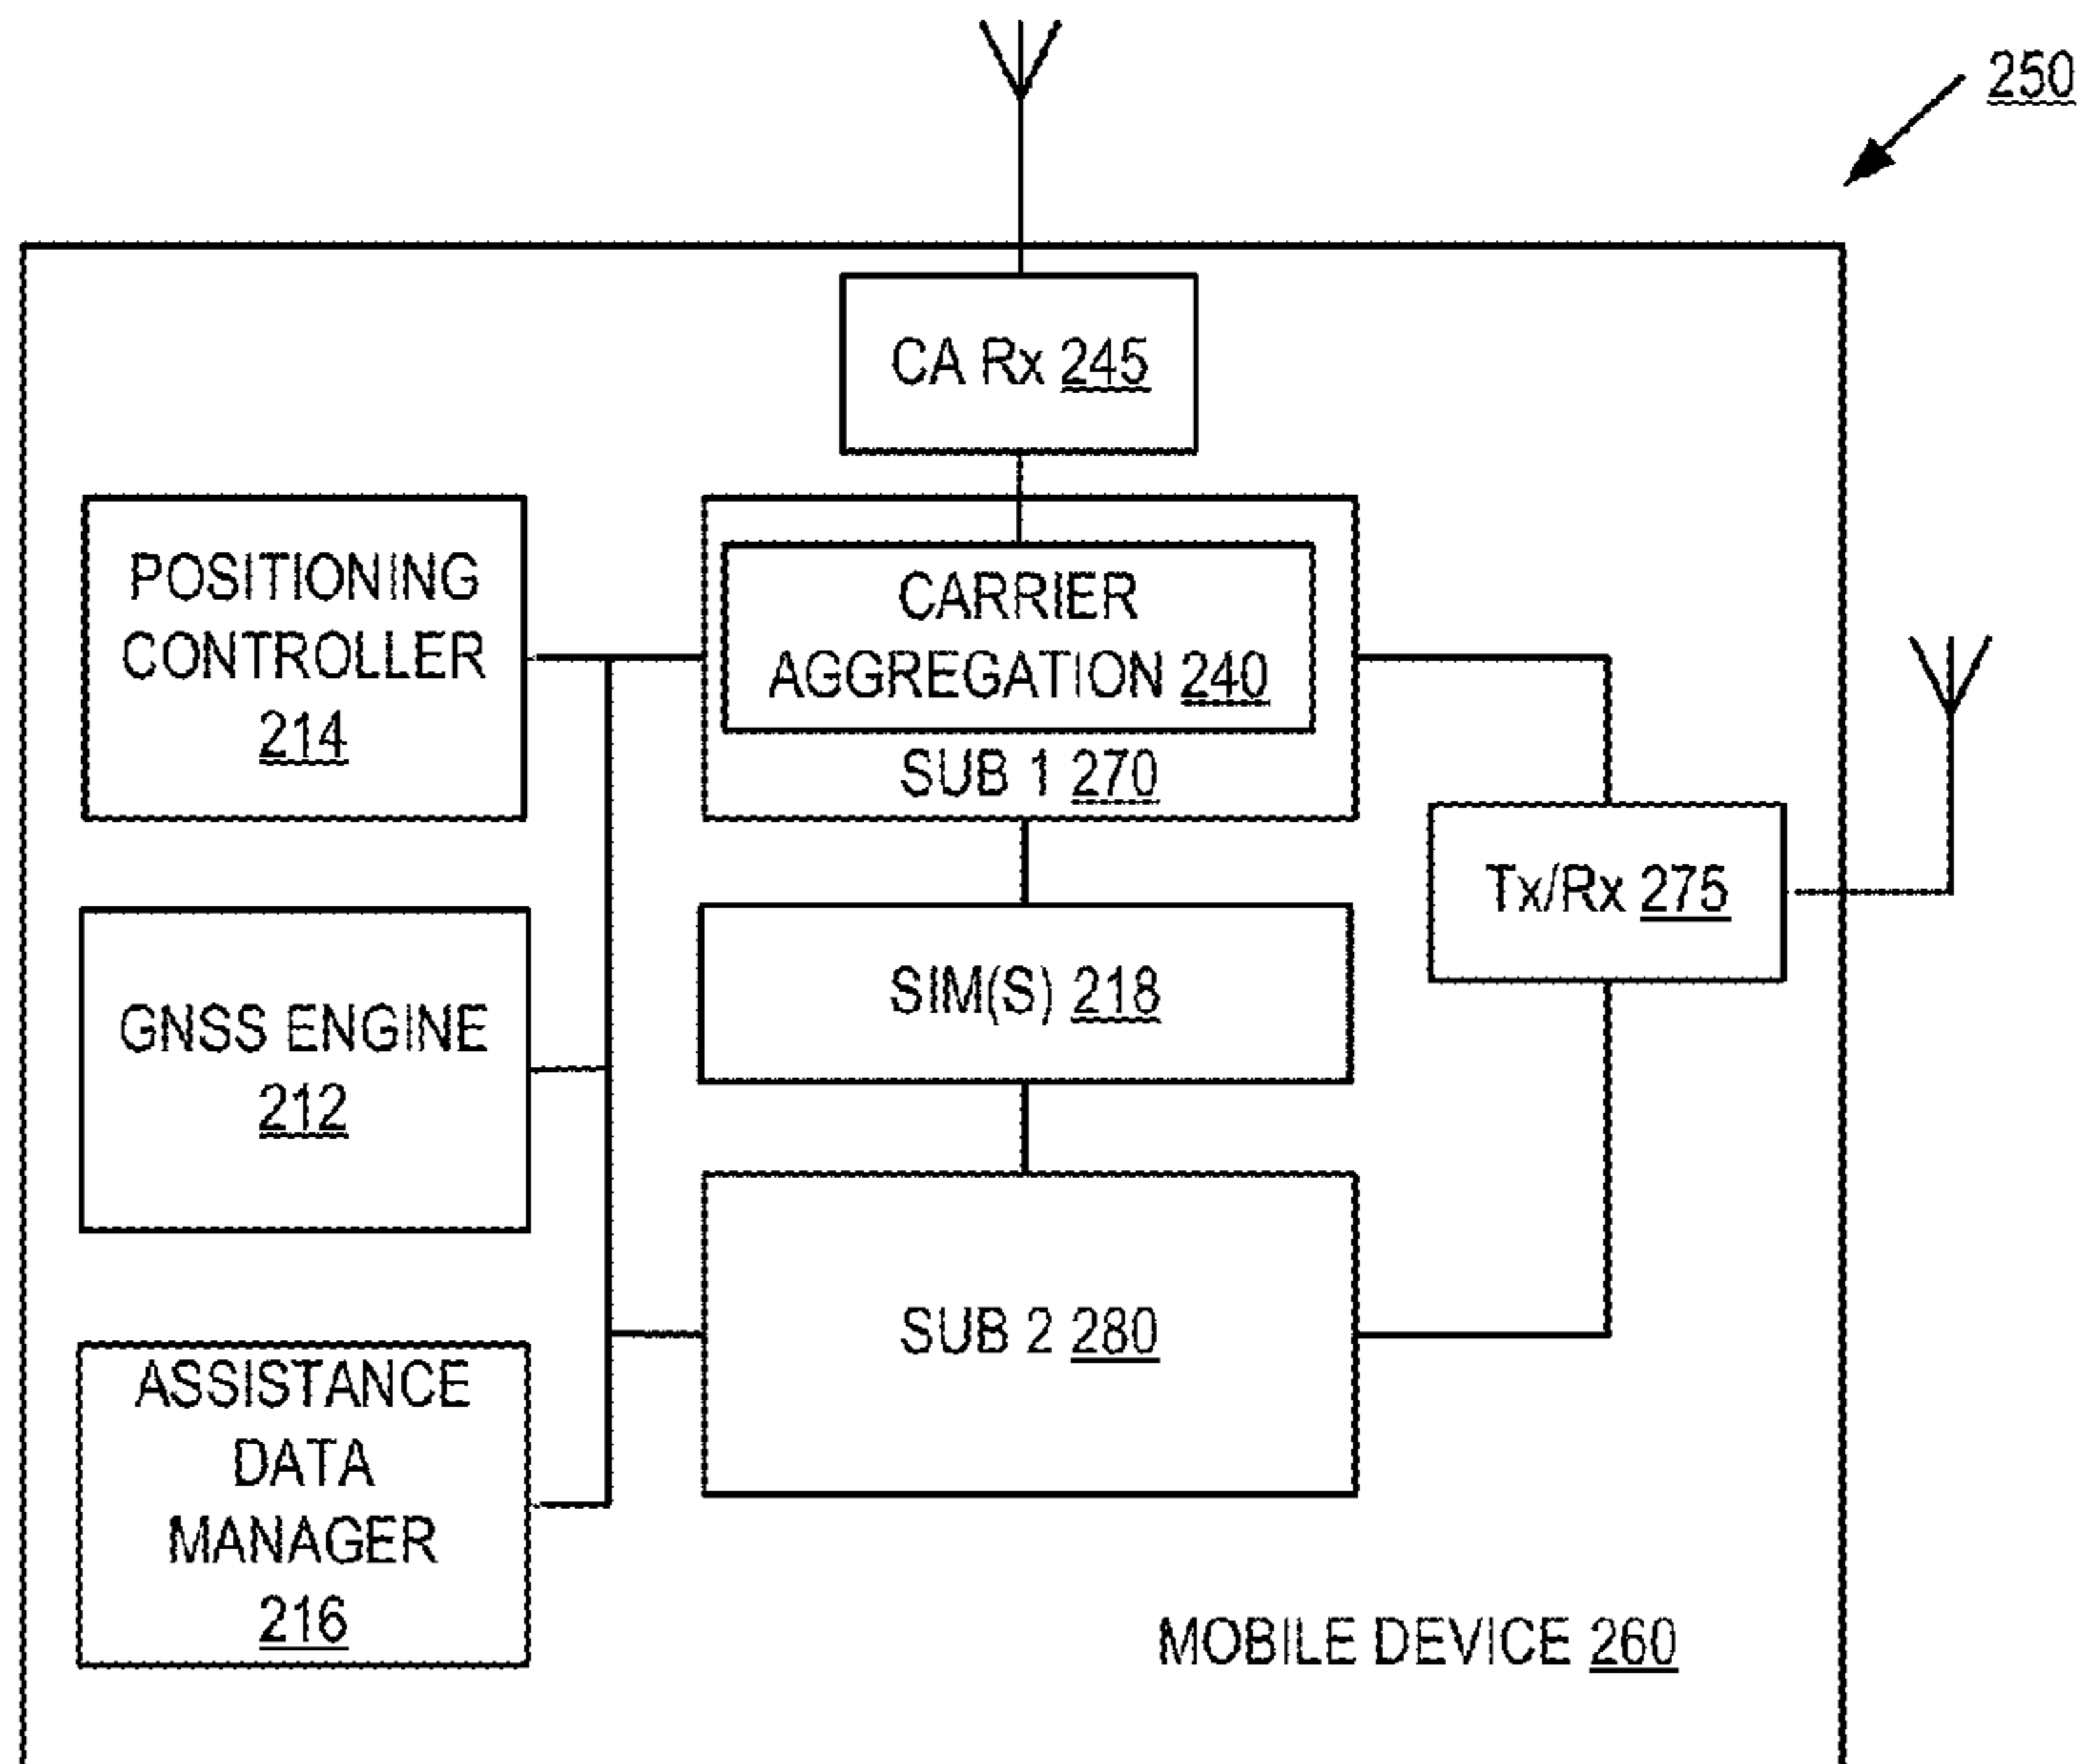 250
CA Rx 245
POSITIONING
CONTROLLER
214
CARRIER
AGGREGATION 240
SUB 1 270
Tx/Rx 275
GNSS ENGINE
212
SIM(S) 218
SUB 2 280
ASSISTANCE
DATA
MANAGER
216
MOBILE DEVICE 260